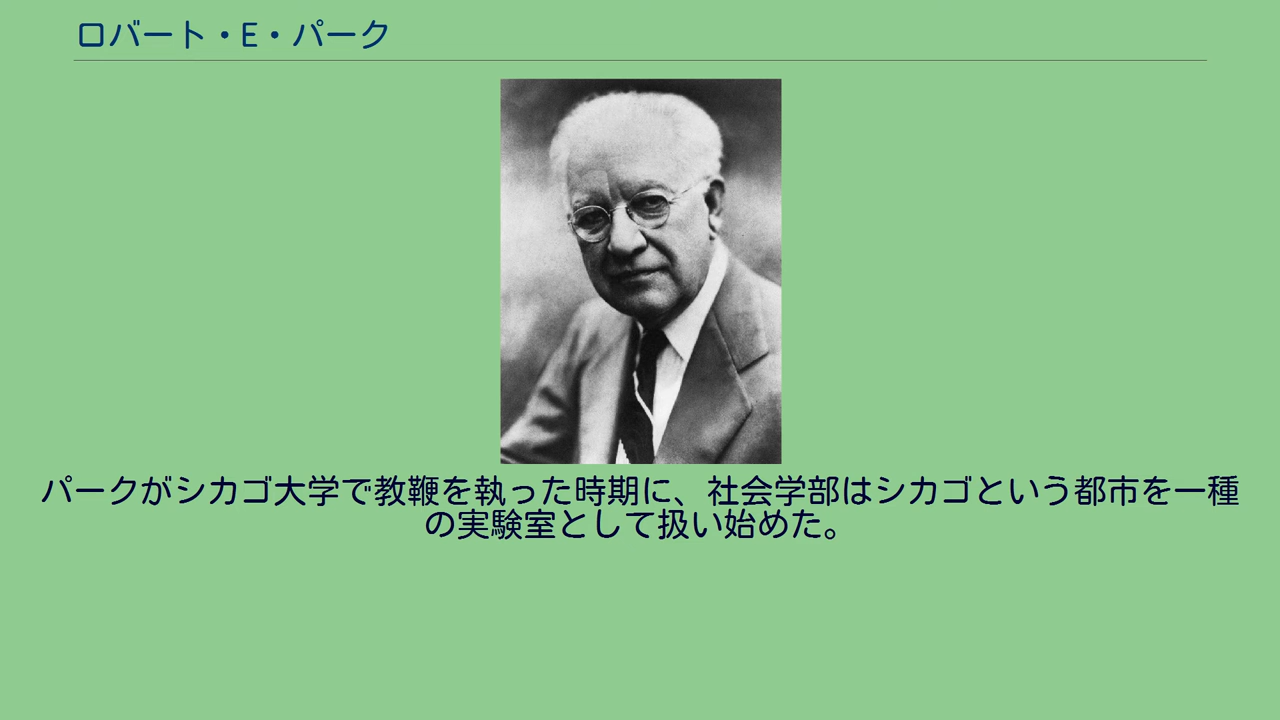 ロバート・E・パーク
パークがシカゴ大学で教鞭を執った時期に、社会学部はシカゴという都市を一種
の実験室として扱い始めた。